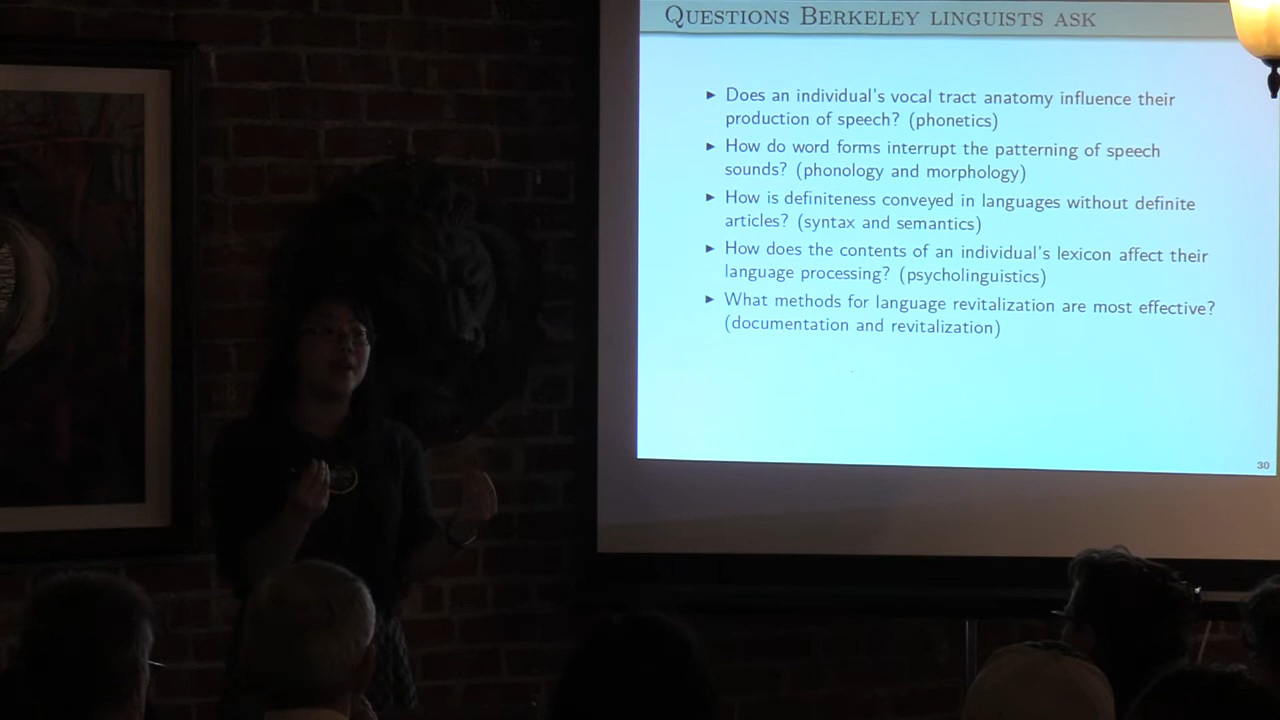 QUESTIONS BERKELEY LINGUISTS ASK
▶ Does an individual's vocal tract anatomy influence their
production of speech? (phonetics)
▶ How do word forms interrupt the patterning of speech
sounds? (phonology and morphology)
▶ How is definiteness conveyed in languages without definite
articles? (syntax and semantics)
▶ How does the contents of an individual's lexicon affect their
language processing? (psycholinguistics)
▶ What methods for language revitalization are most effective?
(documentation and revitalization)
30